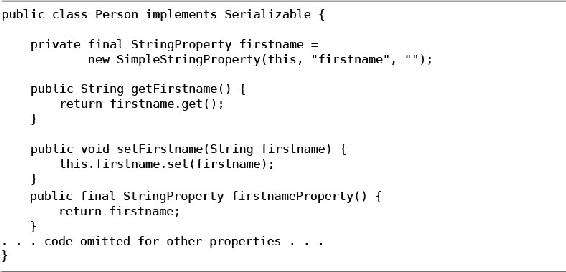 public class Person implements Serializable {
    private final StringProperty firstname =
            new SimpleStringProperty(this, "firstname", "");
    public String getFirstname() {
        return firstname.get();
    }
    public void setFirstname(String firstname) {
        this.firstname.set(firstname);
    }
    public final StringProperty firstnameProperty() {
        return firstname;
    }
. . . code omitted for other properties . . .
}